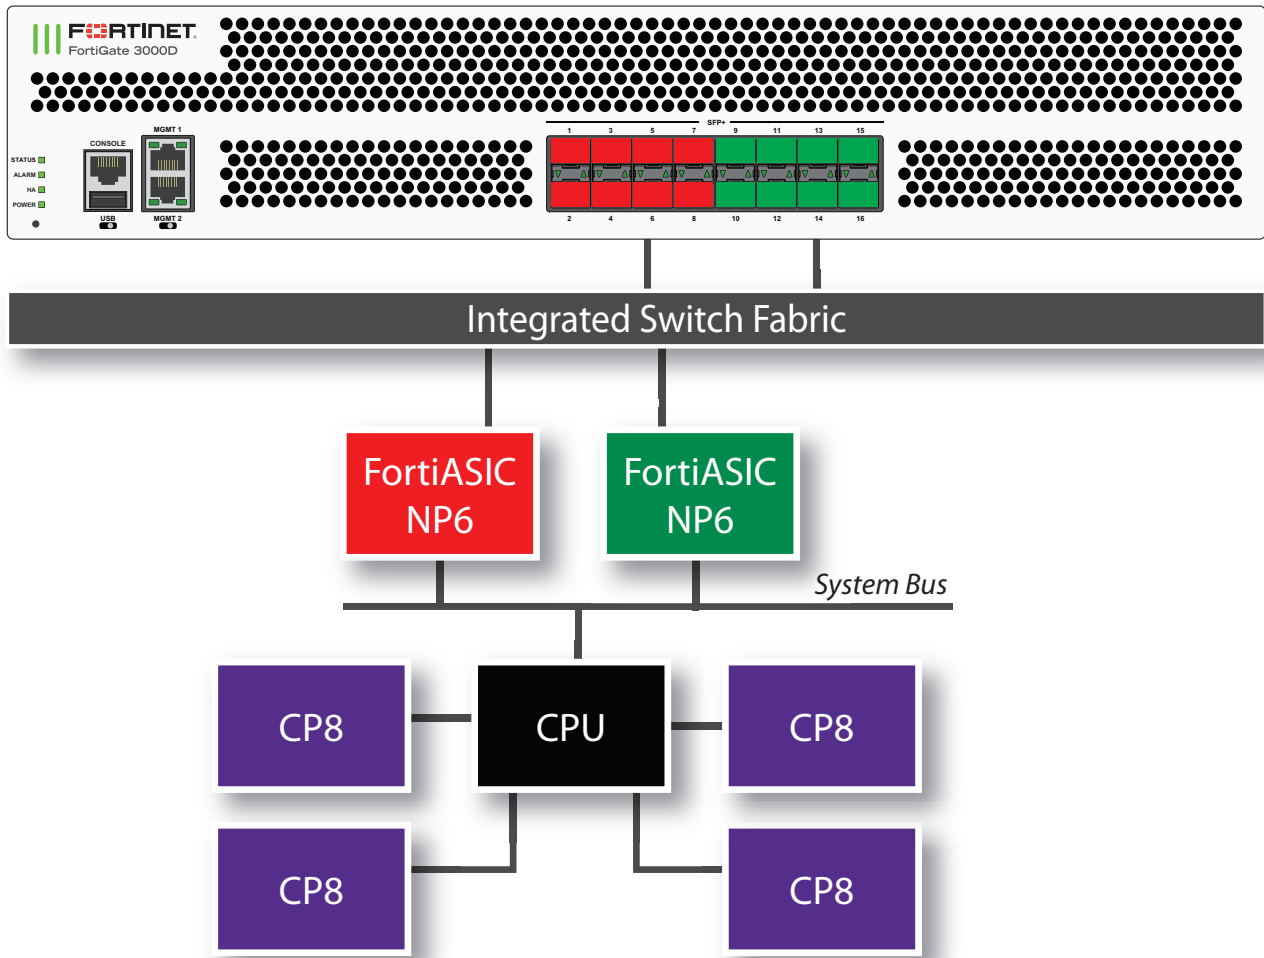 FORTINET
FortiGate 3000D
MGMT 1
CONSOLE
STATUS
ALARM
HA
POWER
USB
MGMT 2
SFP+
1 3 5 7 9 11 13 15
2 4 6 8 10 12 14 16
Integrated Switch Fabric
FortiASIC
NP6
FortiASIC
NP6
System Bus
CP8
CPU
CP8
CP8
CP8